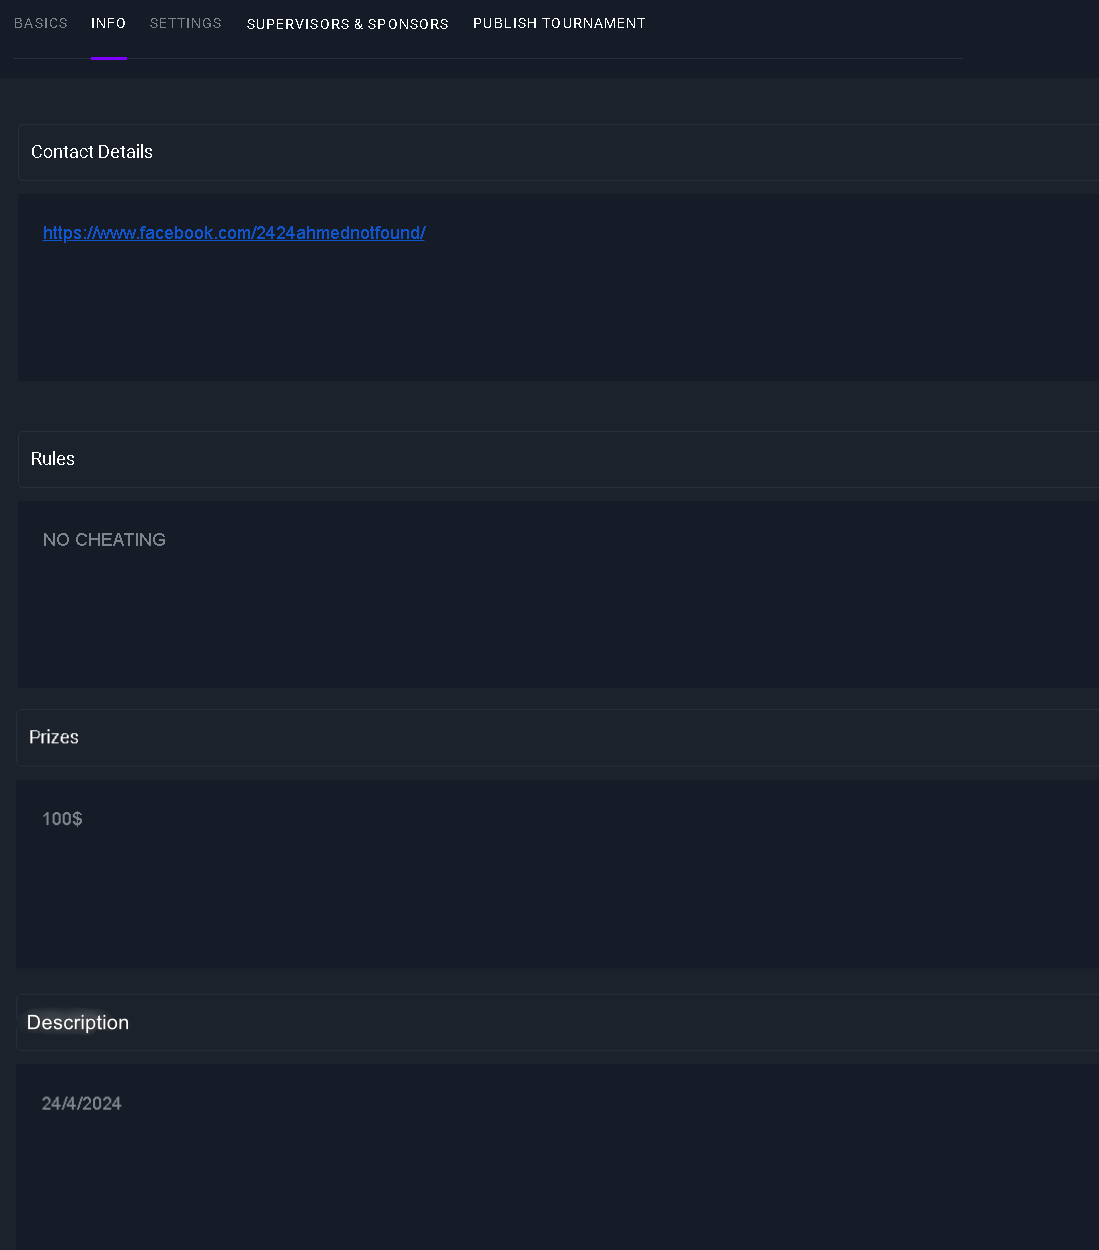 BASICS INFO SETTINGS SUPERVISORS & SPONSORS PUBLISH TOURNAMENT
Contact Details
https://www.facebook.com/2424ahmednotfound/
Rules
NO CHEATING
Prizes
100$
Description
24/4/2024